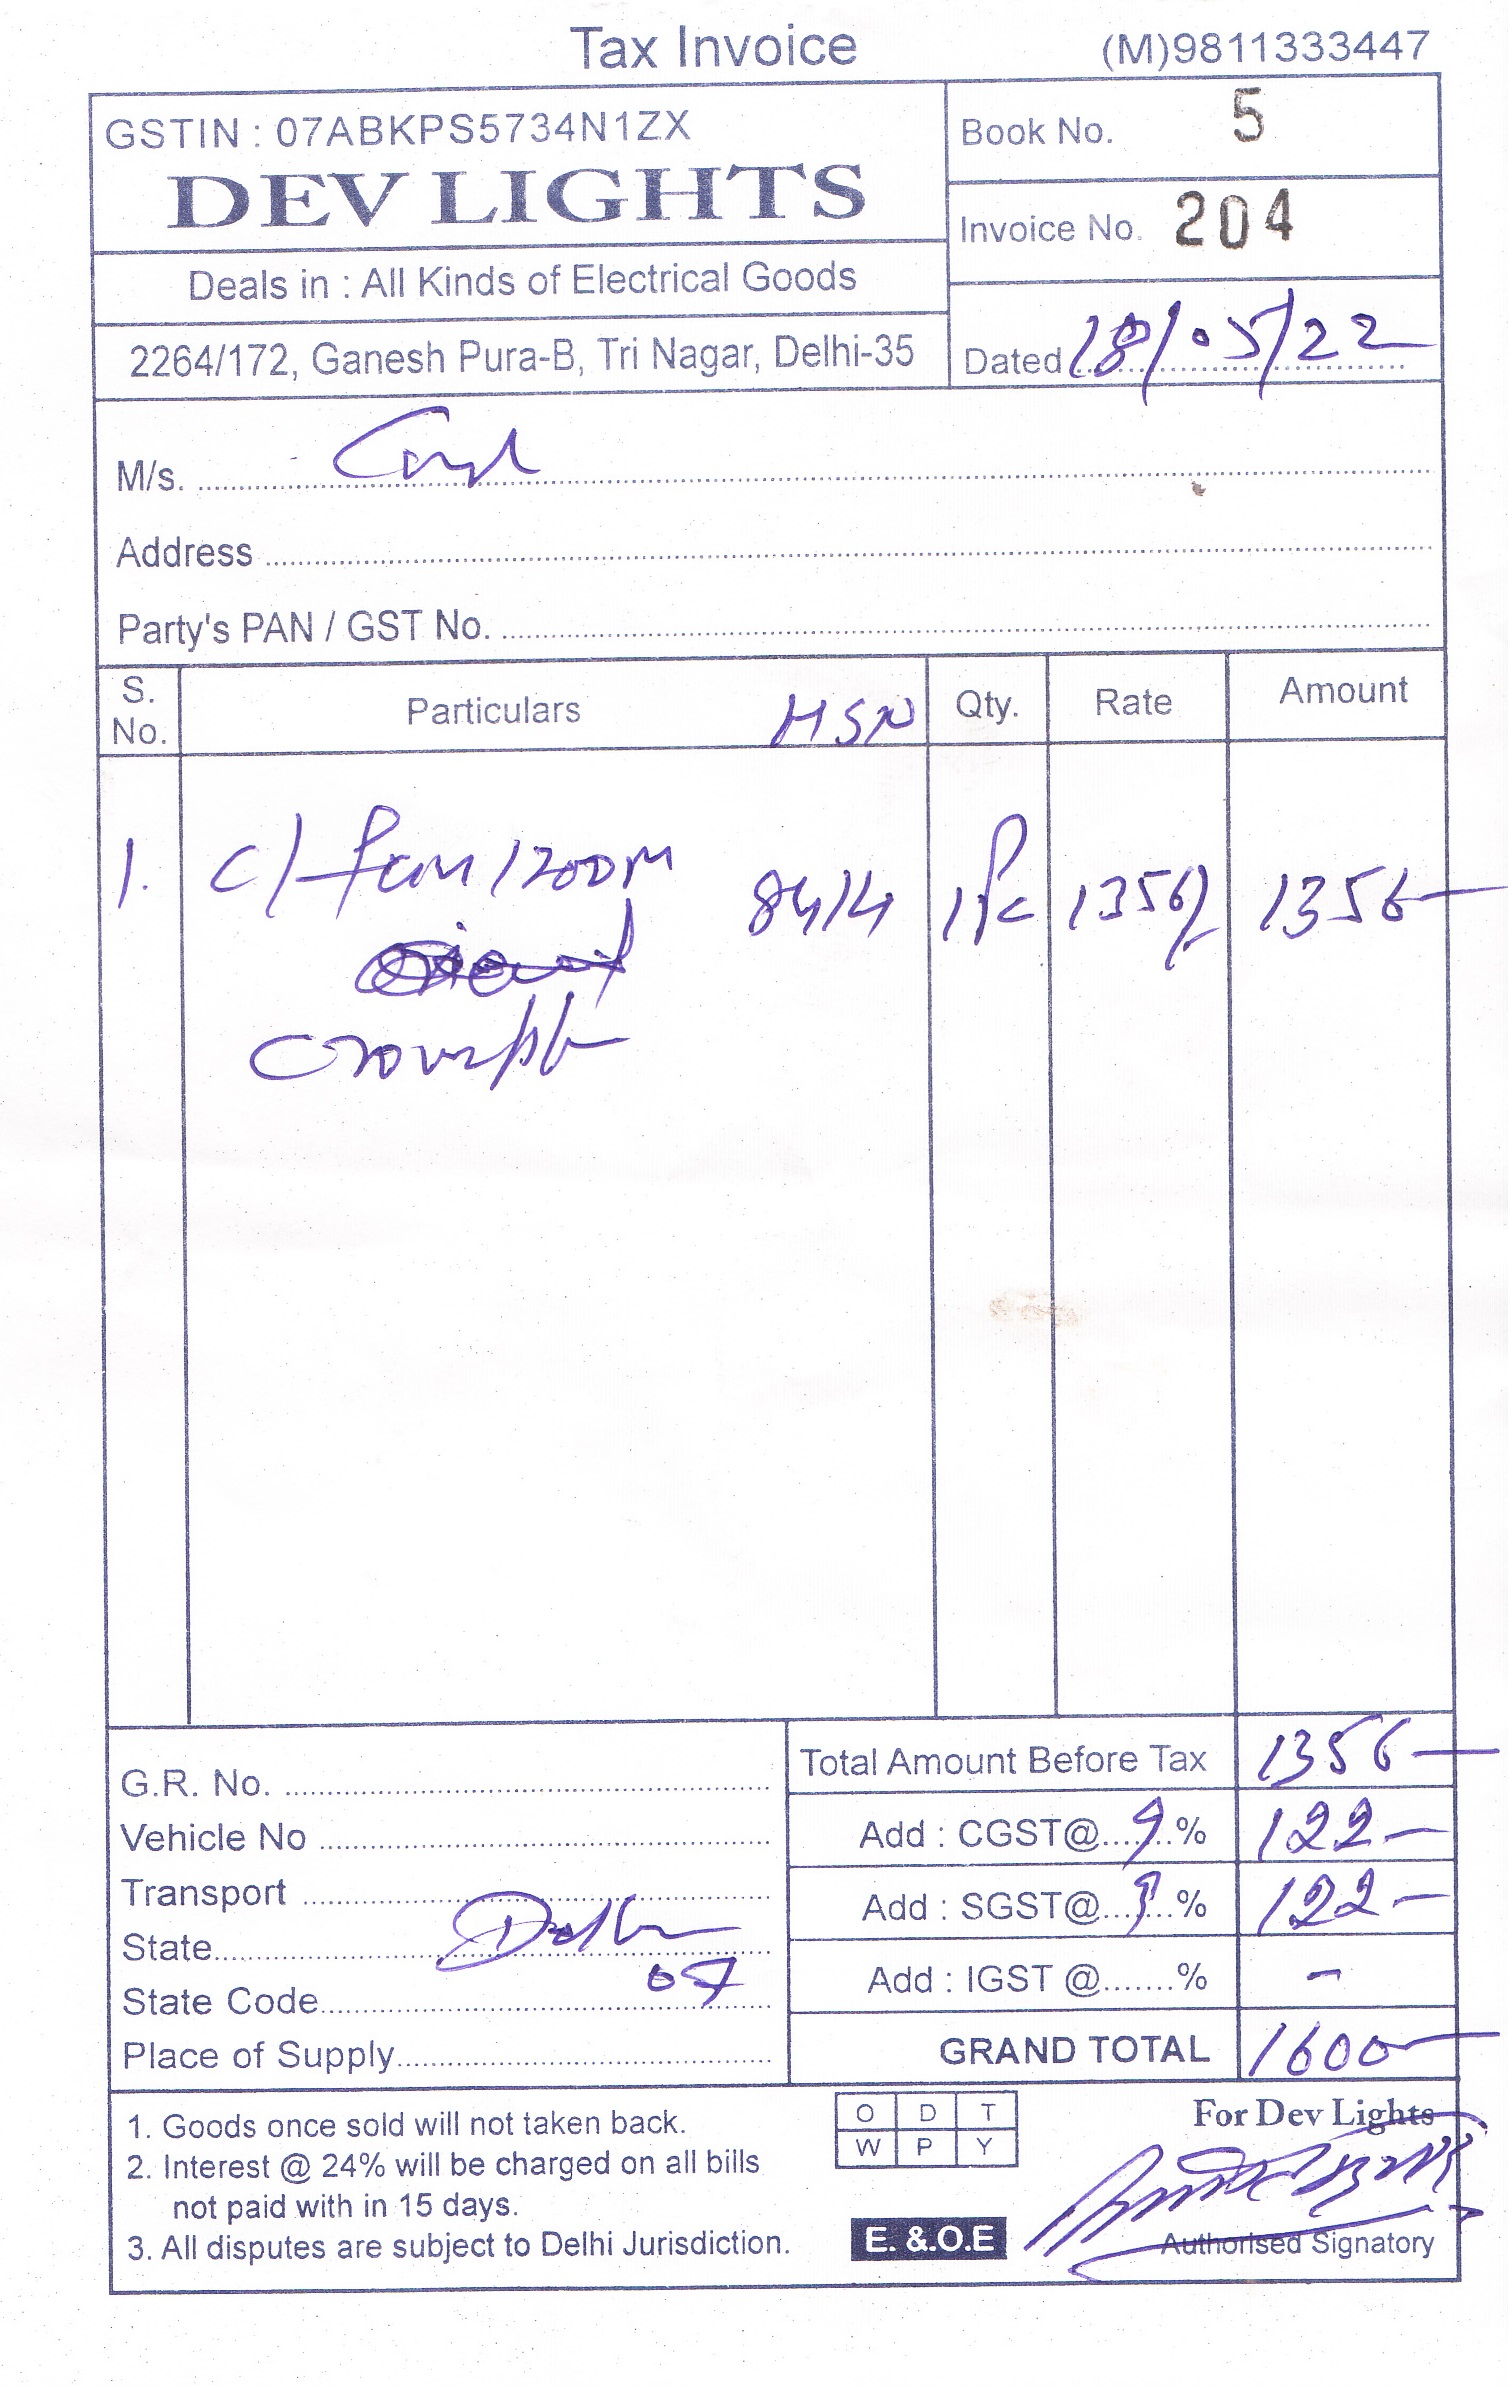 Tax Invoice (M)9811333447
GSTIN : 07ABKPS5734N1ZX
DEV LIGHTS
Deals in : All Kinds of Electrical Goods
2264/172, Ganesh Pura-B, Tri Nagar, Delhi-35
Book No. 5
Invoice No. 204
Dated 18/05/22
M/s. Cash
Address
Party's PAN / GST No.
S. No. Particulars HSN Qty. Rate Amount
1. C/Fan 1200M 8414 1Pc 1356/ 1356-
G.R. No.
Vehicle No
Transport
State Delhi
State Code 07
Place of Supply
Total Amount Before Tax 1356-
Add : CGST@ 9 % 122-
Add : SGST@ 9 % 122-
Add : IGST @.......% -
GRAND TOTAL 1600-
1. Goods once sold will not taken back.
2. Interest @ 24% will be charged on all bills
not paid with in 15 days.
3. All disputes are subject to Delhi Jurisdiction.
O D T
W P Y
E. &.O.E
For Dev Lights
Authorised Signatory